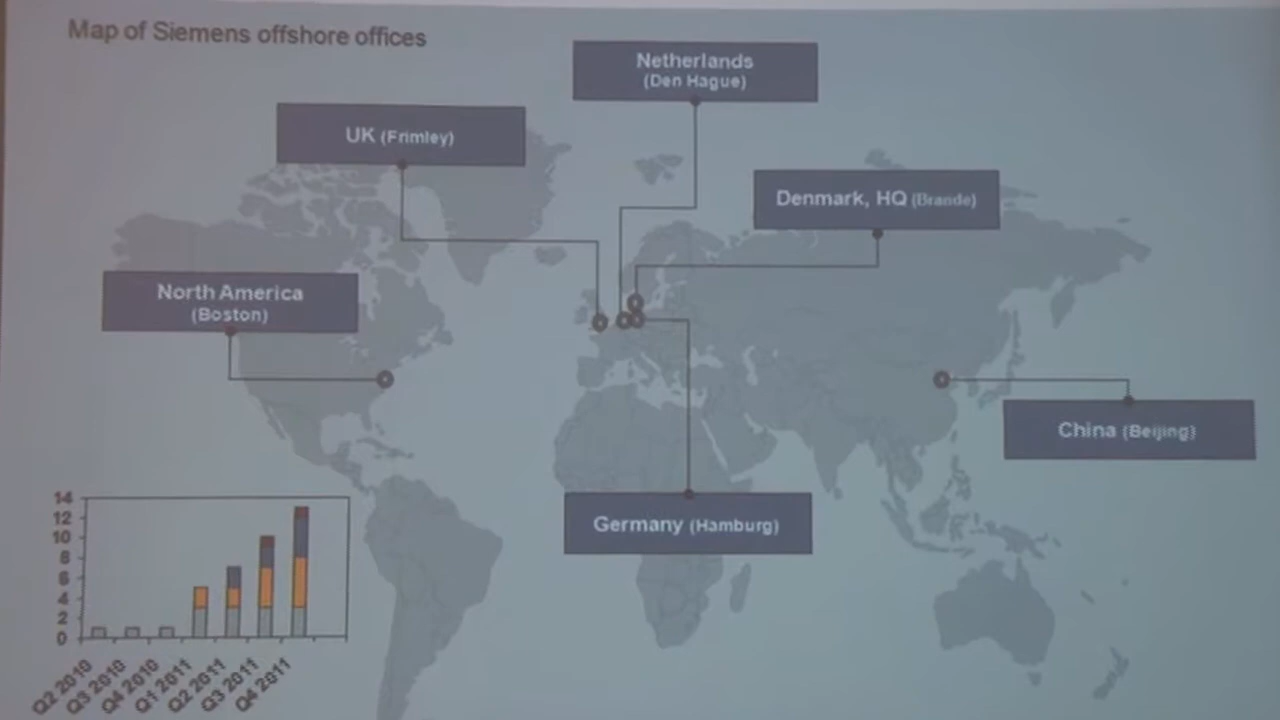 Map of Siemens offshore offices
Netherlands
(Den Hague)
UK (Frimley)
Denmark, HQ (Brande)
North America
(Boston)
China (Beijing)
Germany (Hamburg)
14
12
10
8
6
4
2
0
Q2 2010
Q3 2010
Q4 2010
Q1 2011
Q2 2011
Q3 2011
Q4 2011